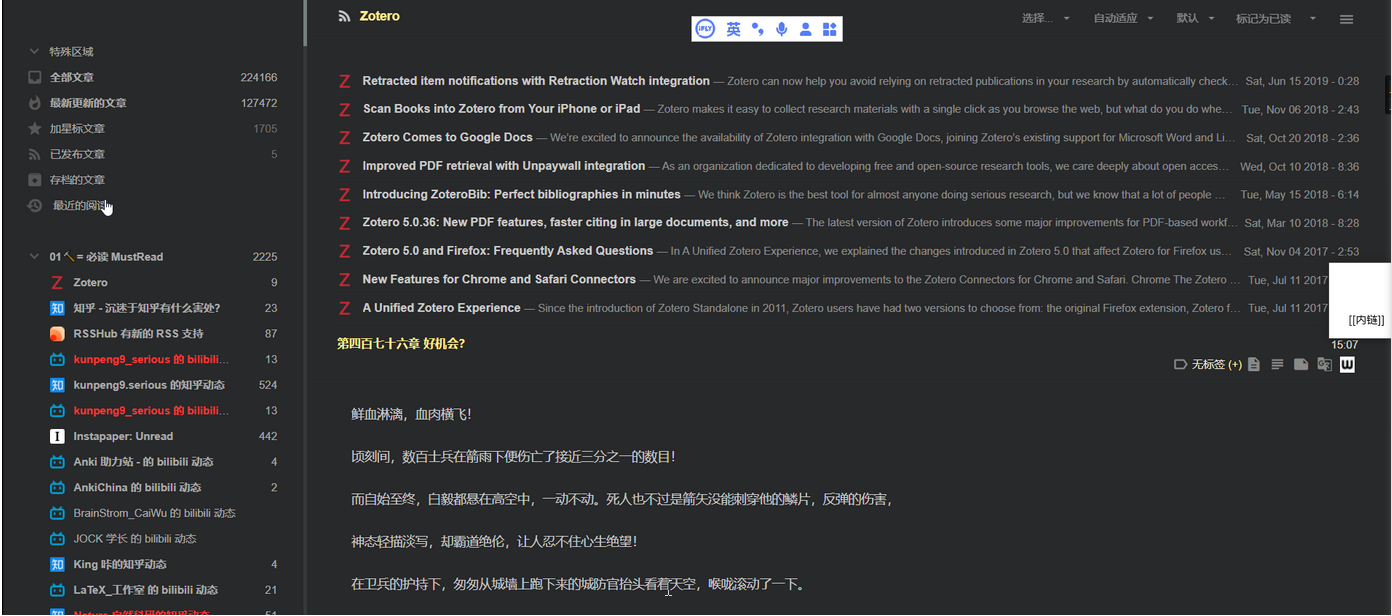 特殊区域
全部文章 224166
最新更新的文章 127472
加星标文章 1705
已发布文章 5
存档的文章
最近的阅读
01 = 必读 MustRead 2225
Zotero 9
知乎 - 沉迷于知乎有什么害处? 23
RSSHub 有新的 RSS 支持 87
kunpeng9_serious 的 bilibili... 13
kunpeng9.serious 的知乎动态 524
kunpeng9_serious 的 bilibili... 13
Instapaper: Unread 442
Anki 助力站 - 的 bilibili 动态 4
AnkiChina 的 bilibili 动态 2
BrainStrom_CaiWu 的 bilibili 动态
JOCK 学长 的 bilibili 动态
King 咔的知乎动态 4
LaTeX_工作室 的 bilibili 动态 21
Zotero
iFLY 英
选择... 自动适应 默认 标记为已读
Retracted item notifications with Retraction Watch integration — Zotero can now help you avoid relying on retracted publications in your research by automatically check... Sat, Jun 15 2019 - 0:28
Scan Books into Zotero from Your iPhone or iPad — Zotero makes it easy to collect research materials with a single click as you browse the web, but what do you do whe... Tue, Nov 06 2018 - 2:43
Zotero Comes to Google Docs — We're excited to announce the availability of Zotero integration with Google Docs, joining Zotero's existing support for Microsoft Word and Li... Sat, Oct 20 2018 - 2:36
Improved PDF retrieval with Unpaywall integration — As an organization dedicated to developing free and open-source research tools, we care deeply about open acces... Wed, Oct 10 2018 - 8:36
Introducing ZoteroBib: Perfect bibliographies in minutes — We think Zotero is the best tool for almost anyone doing serious research, but we know that a lot of people ... Tue, May 15 2018 - 6:14
Zotero 5.0.36: New PDF features, faster citing in large documents, and more — The latest version of Zotero introduces some major improvements for PDF-based workf... Sat, Mar 10 2018 - 8:28
Zotero 5.0 and Firefox: Frequently Asked Questions — In A Unified Zotero Experience, we explained the changes introduced in Zotero 5.0 that affect Zotero for Firefox us... Sat, Nov 04 2017 - 2:53
New Features for Chrome and Safari Connectors — We are excited to announce major improvements to the Zotero Connectors for Chrome and Safari. Chrome The Zotero ... Tue, Jul 11 2017
A Unified Zotero Experience — Since the introduction of Zotero Standalone in 2011, Zotero users have had two versions to choose from: the original Firefox extension, Zotero f... Tue, Jul 11 2017
[[内链]]
第四百七十六章 好机会? 15:07
无标签 (+)
鲜血淋漓，血肉横飞！
顷刻间，数百士兵在箭雨下便伤亡了接近三分之一的数目！
而自始至终，白毅都悬在高空中，一动不动。死人也不过是箭矢没能刺穿他的鳞片，反弹的伤害，
神态轻描淡写，却霸道绝伦，让人忍不住心生绝望！
在卫兵的护持下，匆匆从城墙上跑下来的城防官抬头看着天空，喉咙滚动了一下。